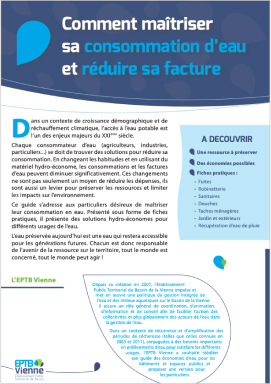 Comment maîtriser
sa consommation d'eau
et réduire sa facture
Dans un contexte de croissance démographique et de
réchauffement climatique, l'accès à l'eau potable est
l'un des enjeux majeurs du XXIème siècle.
Chaque consommateur d'eau (agriculteurs, industries,
particuliers...) se doit de trouver des solutions pour réduire sa
consommation. En changeant les habitudes et en utilisant du
matériel hydro-économe, les consommations et les factures
d'eau peuvent diminuer significativement. Ces changements
ne sont pas seulement un moyen de réduire les dépenses, ils
sont aussi un levier pour préserver les ressources et limiter
les impacts sur l'environnement.
Ce guide s'adresse aux particuliers désireux de maîtriser
leur consommation en eau. Présenté sous forme de fiches
pratiques, il présente des solutions hydro-économes pour
différents usages de l'eau.
L'eau préservée aujourd'hui est une eau qui restera accessible
pour les générations futures. Chacun est donc responsable
de l'avenir de la ressource sur le territoire, tout le monde est
concerné, tout le monde peut agir !
A DECOUVRIR
Une ressource à préserver
Des économies possibles
Fiches pratiques :
- Fuites
- Robinetterie
- Sanitaires
- Douches
- Taches ménagères
- Jardin et extérieurs
- Récupération d'eau de pluie
L'EPTB Vienne
Depuis sa création en 2007, l'Etablissement
Public Territorial du Bassin de la Vienne impulse et
met en œuvre une politique de gestion intégrée de
l'eau et des milieux aquatiques sur le bassin de la Vienne.
Il assure un rôle général de coordination, d'animation,
d'information et de conseil afin de faciliter l'action des
collectivités et plus globalement des acteurs de l'eau dans
la gestion de l'eau.
Dans un contexte de récurrence et d'amplification des
périodes de sécheresse (telles que celles connues en
2005 et 2011), conjuguées à des besoins importants
en prélèvements d'eau pour satisfaire les différents
usages, l'EPTB Vienne a souhaité rééditer
son guide des économies d'eau pour les
bâtiments et espaces publics et
proposer une version pour
les particuliers.
EPTB
Vienne